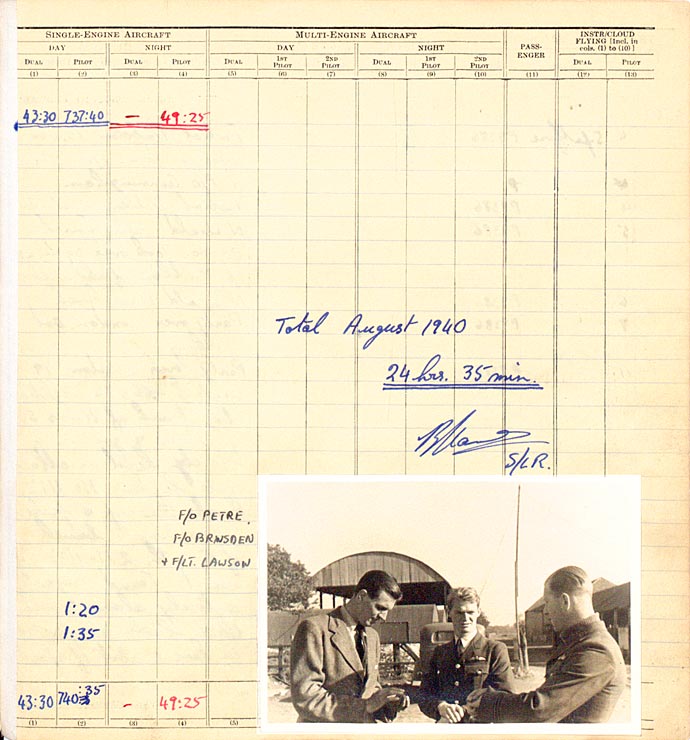 SINGLE-ENGINE AIRCRAFT MULTI-ENGINE AIRCRAFT PASS-ENGER INSTR/CLOUD FLYING [Incl. in cols. (1) to (10)]
DAY NIGHT DAY NIGHT
DUAL PILOT DUAL PILOT DUAL 1ST PILOT 2ND PILOT DUAL 1ST PILOT 2ND PILOT DUAL PILOT
(1) (2) (3) (4) (5) (6) (7) (8) (9) (10) (11) (12) (13)
43:30 737:40 – 49:25
Total August 1940
24 hrs. 35 min.
S/LR.
F/O PETRE,
F/O BRINSDEN
+ F/LT. LAWSON
1:20
1:35
43:30 740:35 – 49:25
(1) (2) (3) (4) (5)